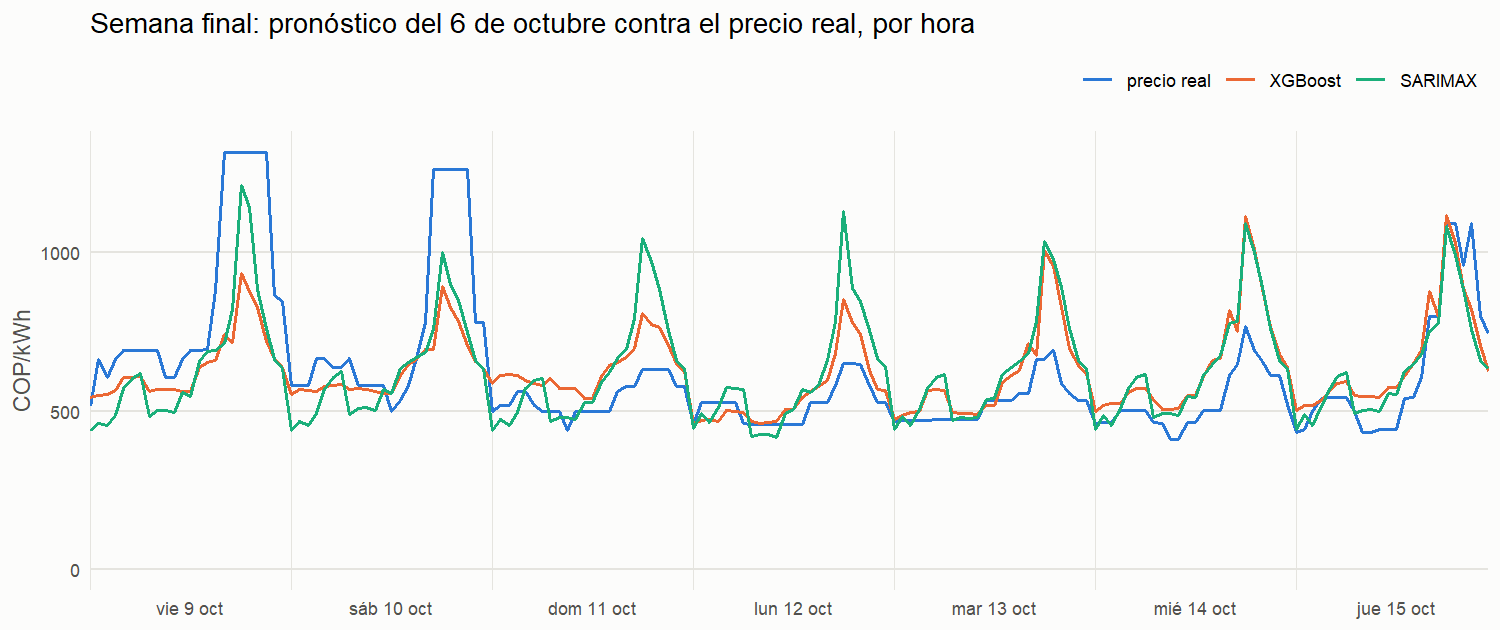 Semana final: pronóstico del 6 de octubre contra el precio real, por hora
precio real XGBoost SARIMAX
COP/kWh
1000
500
0
vie 9 oct sáb 10 oct dom 11 oct lun 12 oct mar 13 oct mié 14 oct jue 15 oct